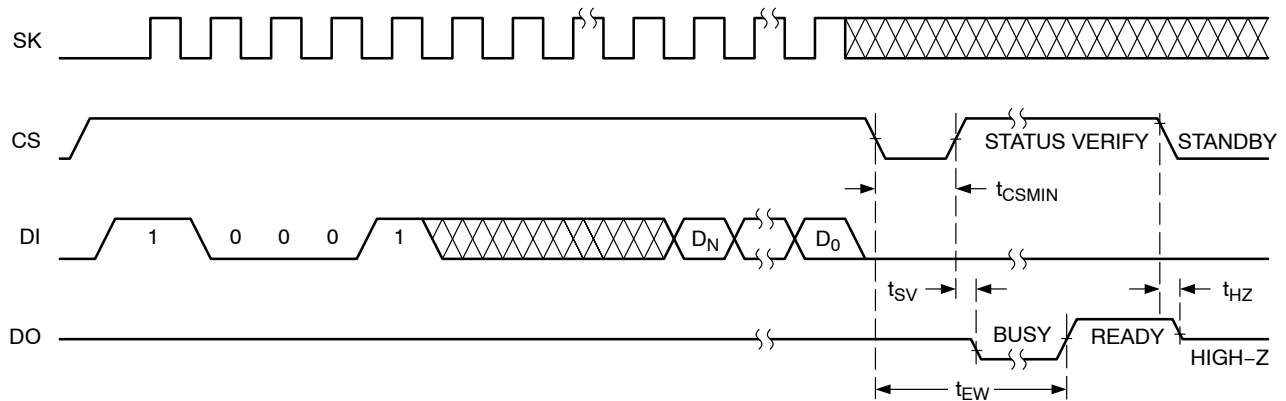 SK
CS
STATUS VERIFY
STANDBY
tCSMIN
DI
1 0 0 0 1
DN
D0
tSV
tHZ
DO
BUSY
READY
HIGH–Z
tEW